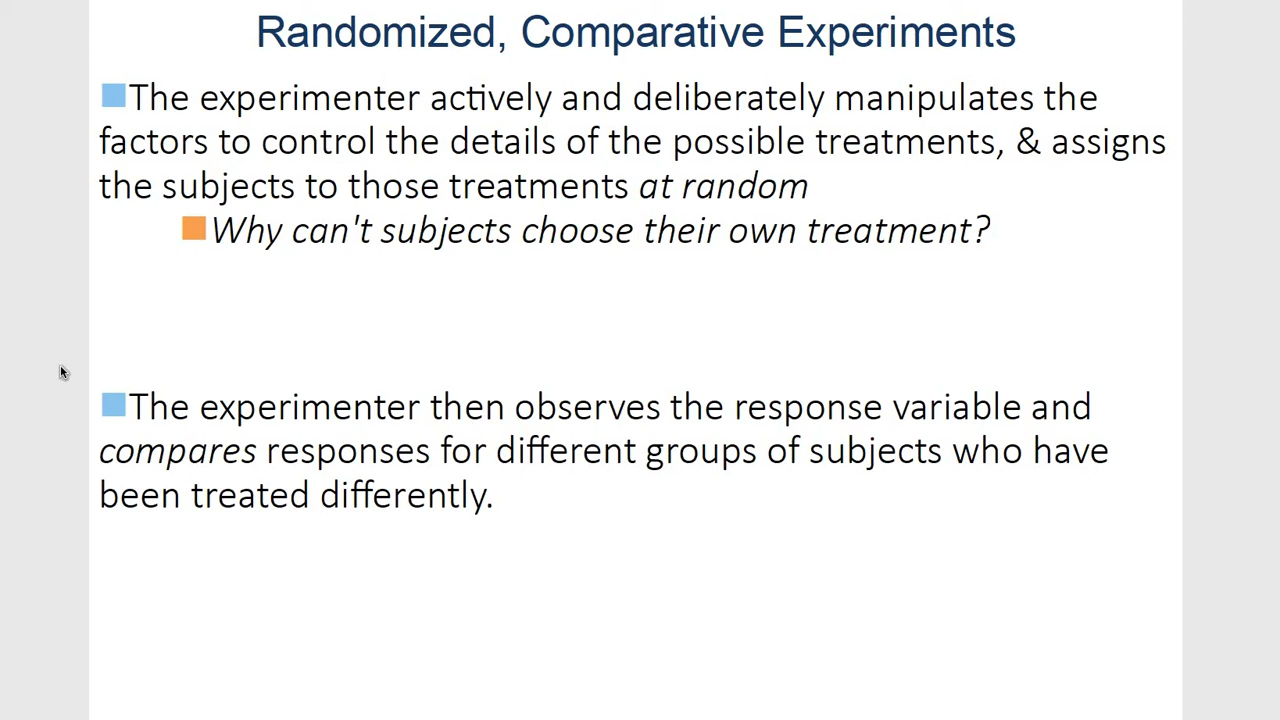 Randomized, Comparative Experiments
The experimenter actively and deliberately manipulates the
factors to control the details of the possible treatments, & assigns
the subjects to those treatments at random
Why can't subjects choose their own treatment?
The experimenter then observes the response variable and
compares responses for different groups of subjects who have
been treated differently.